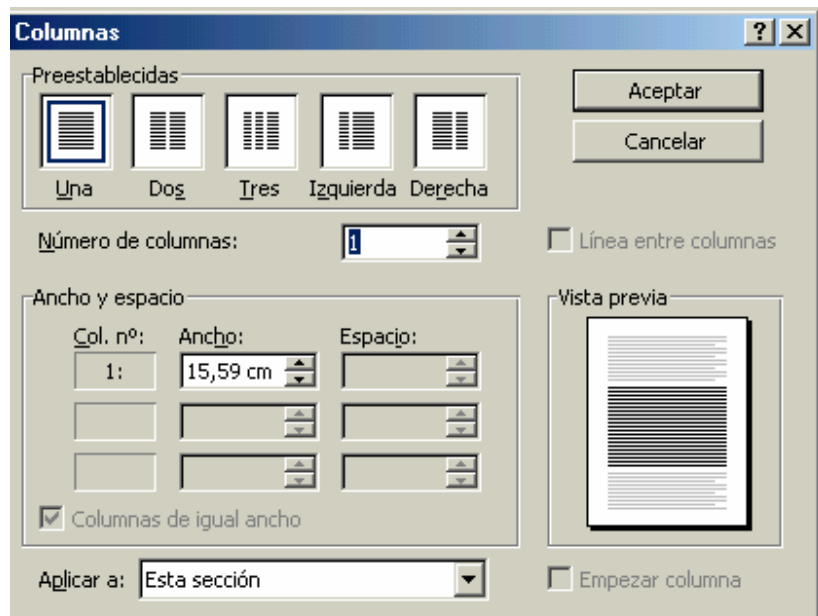 Columnas
Preestablecidas
Aceptar
Cancelar
Una Dos Tres Izquierda Derecha
Número de columnas: 1
Línea entre columnas
Ancho y espacio
Vista previa
Col. nº: Ancho: Espacio:
1: 15,59 cm
Columnas de igual ancho
Aplicar a: Esta sección
Empezar columna